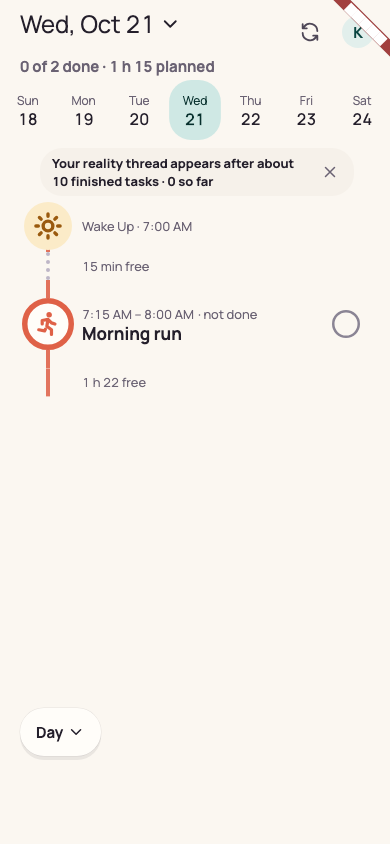 Wed, Oct 21
K
0 of 2 done · 1 h 15 planned
Sun Mon Tue Wed Thu Fri Sat
18 19 20 21 22 23 24
Your reality thread appears after about
10 finished tasks · 0 so far
Wake Up · 7:00 AM
15 min free
7:15 AM – 8:00 AM · not done
Morning run
1 h 22 free
Day